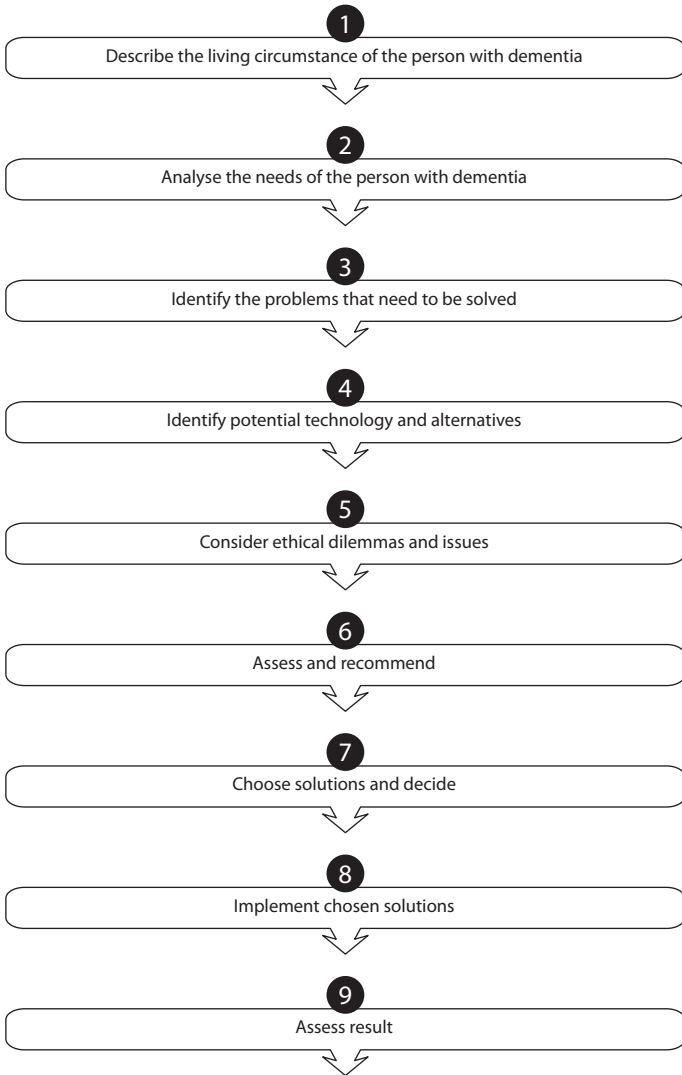 1
Describe the living circumstance of the person with dementia
2
Analyse the needs of the person with dementia
3
Identify the problems that need to be solved
4
Identify potential technology and alternatives
5
Consider ethical dilemmas and issues
6
Assess and recommend
7
Choose solutions and decide
8
Implement chosen solutions
9
Assess result